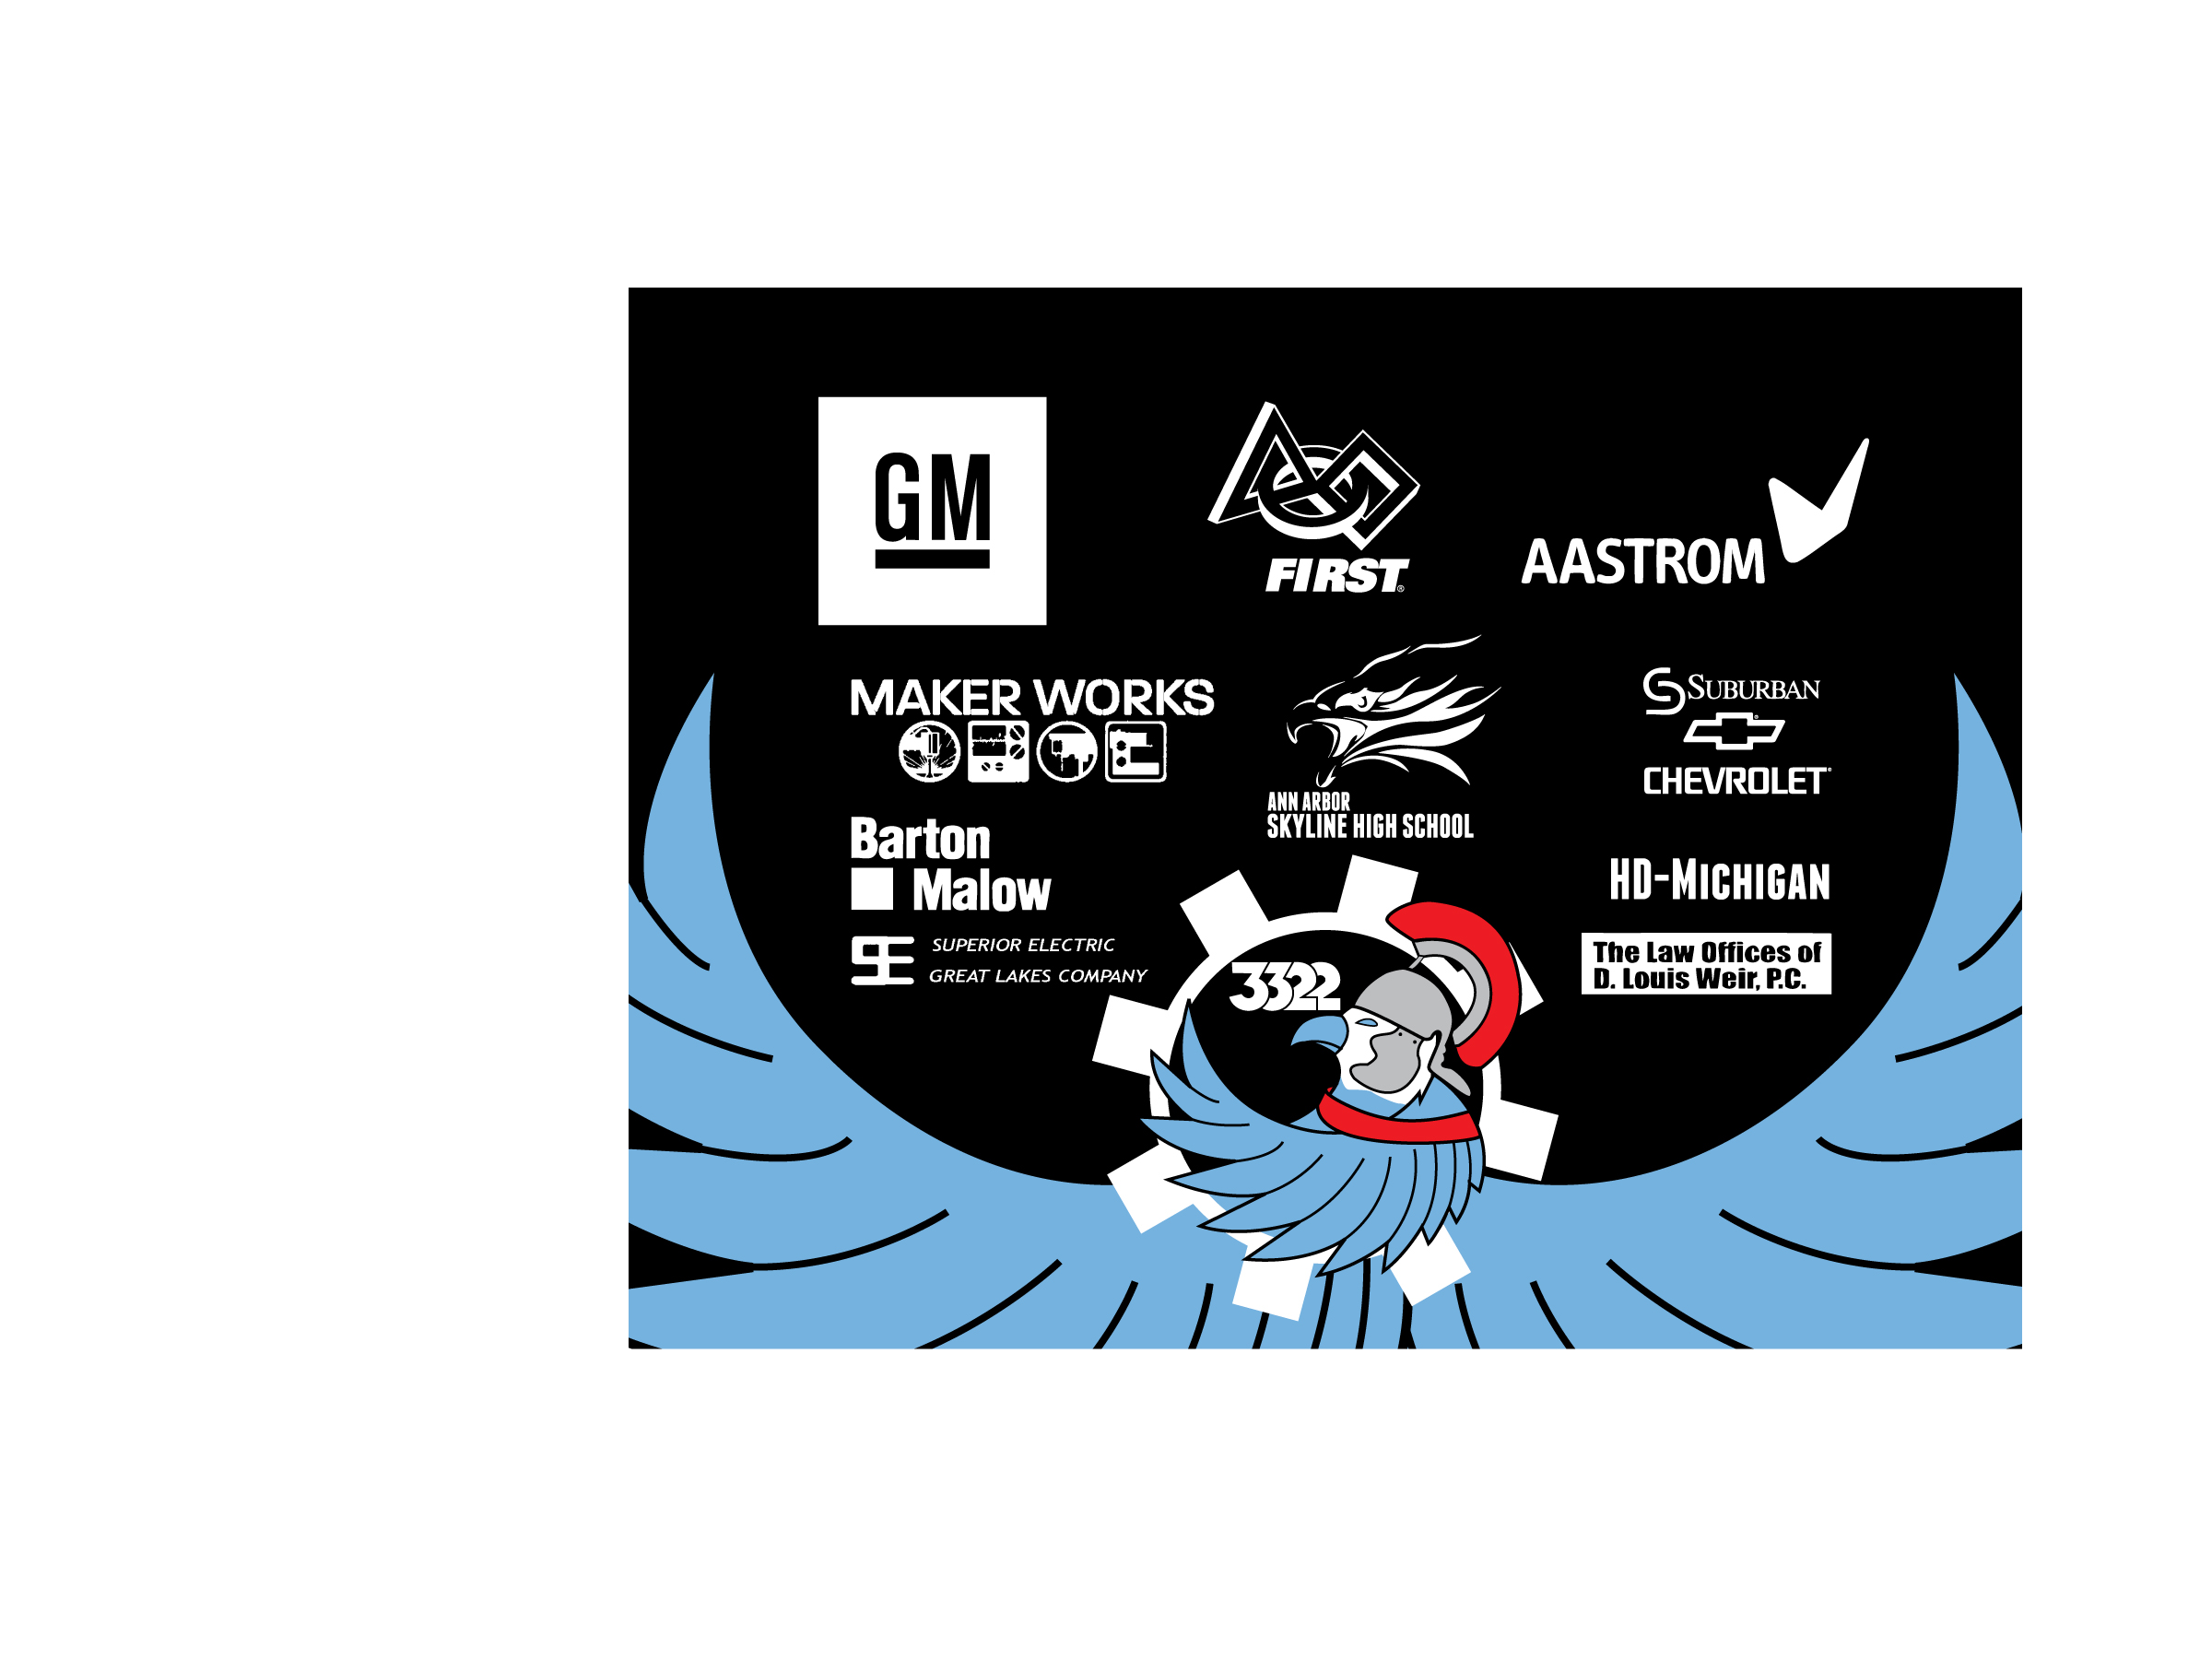 GM
FIRST®
AASTROM
MAKER WORKS
SUBURBAN
CHEVROLET
ANN ARBOR
SKYLINE HIGH SCHOOL
Barton
Malow
HD-MICHIGAN
SUPERIOR ELECTRIC
GREAT LAKES COMPANY
The Law Offices of
D. Louis Weir, P.C.
3322